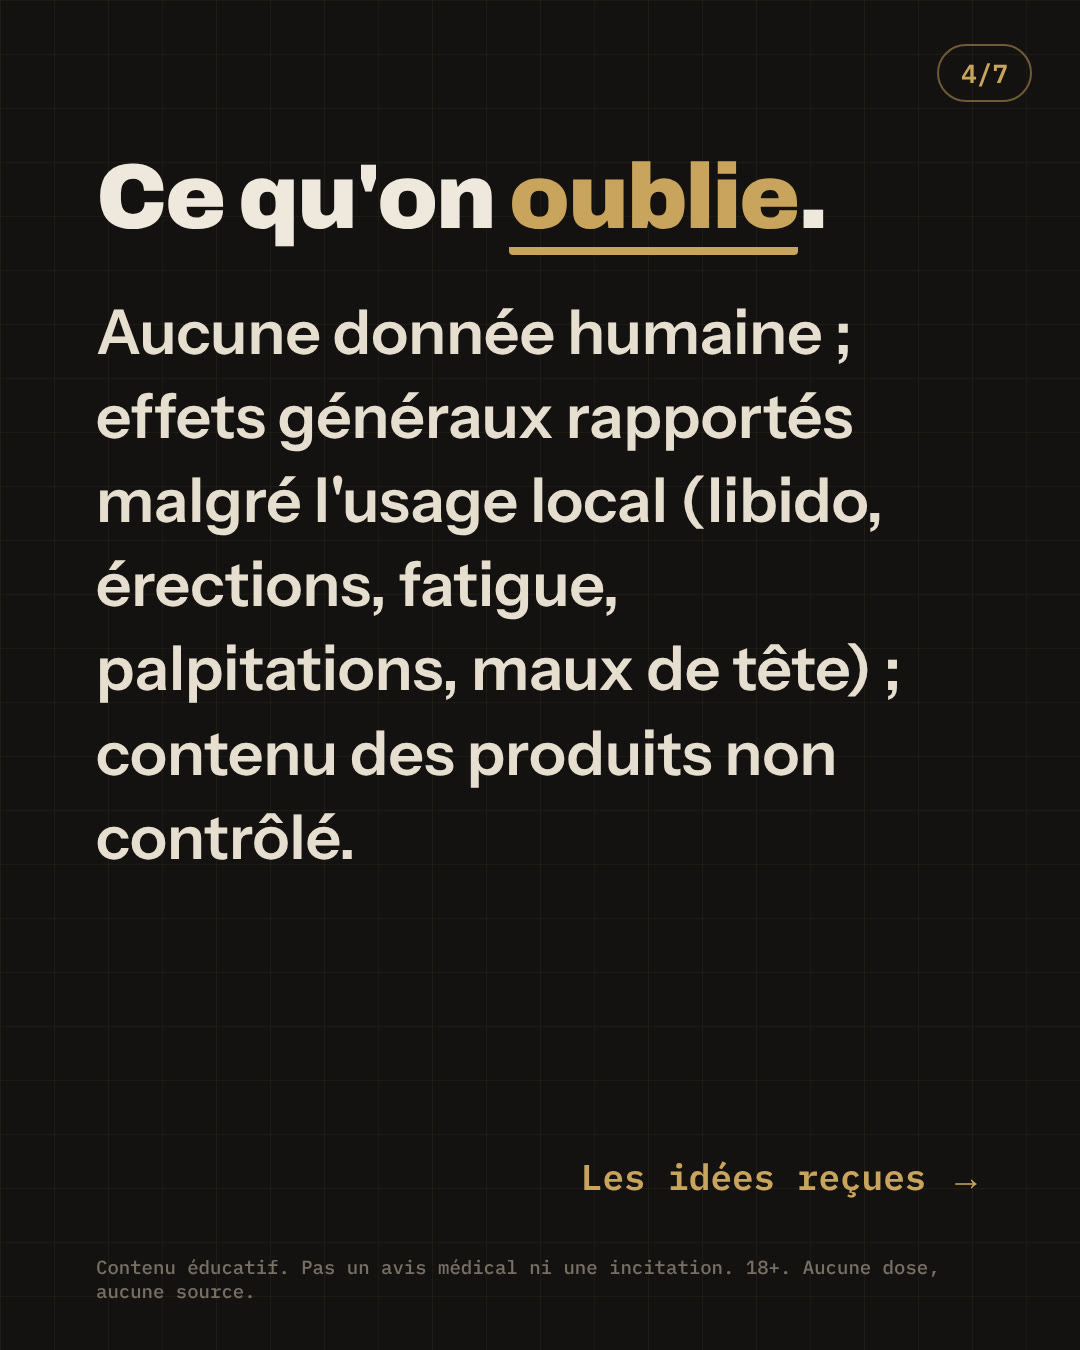 4/7
Ce qu'on oublie.
Aucune donnée humaine ;
effets généraux rapportés
malgré l'usage local (libido,
érections, fatigue,
palpitations, maux de tête) ;
contenu des produits non
contrôlé.
Les idées reçues →
Contenu éducatif. Pas un avis médical ni une incitation. 18+. Aucune dose,
aucune source.